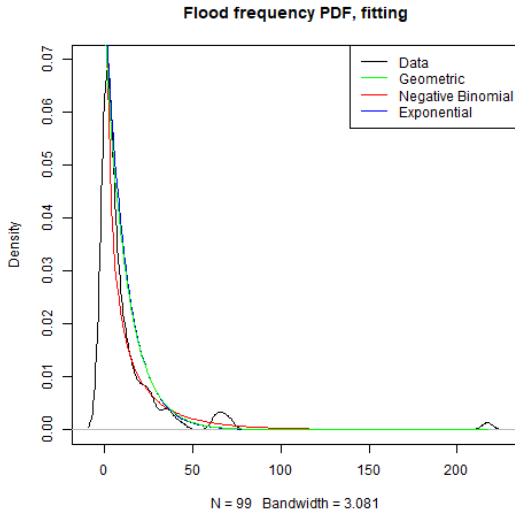 Flood frequency PDF, fitting
Data
Geometric
Negative Binomial
Exponential
Density
0.07
0.06
0.05
0.04
0.03
0.02
0.01
0.00
0 50 100 150 200
N = 99 Bandwidth = 3.081